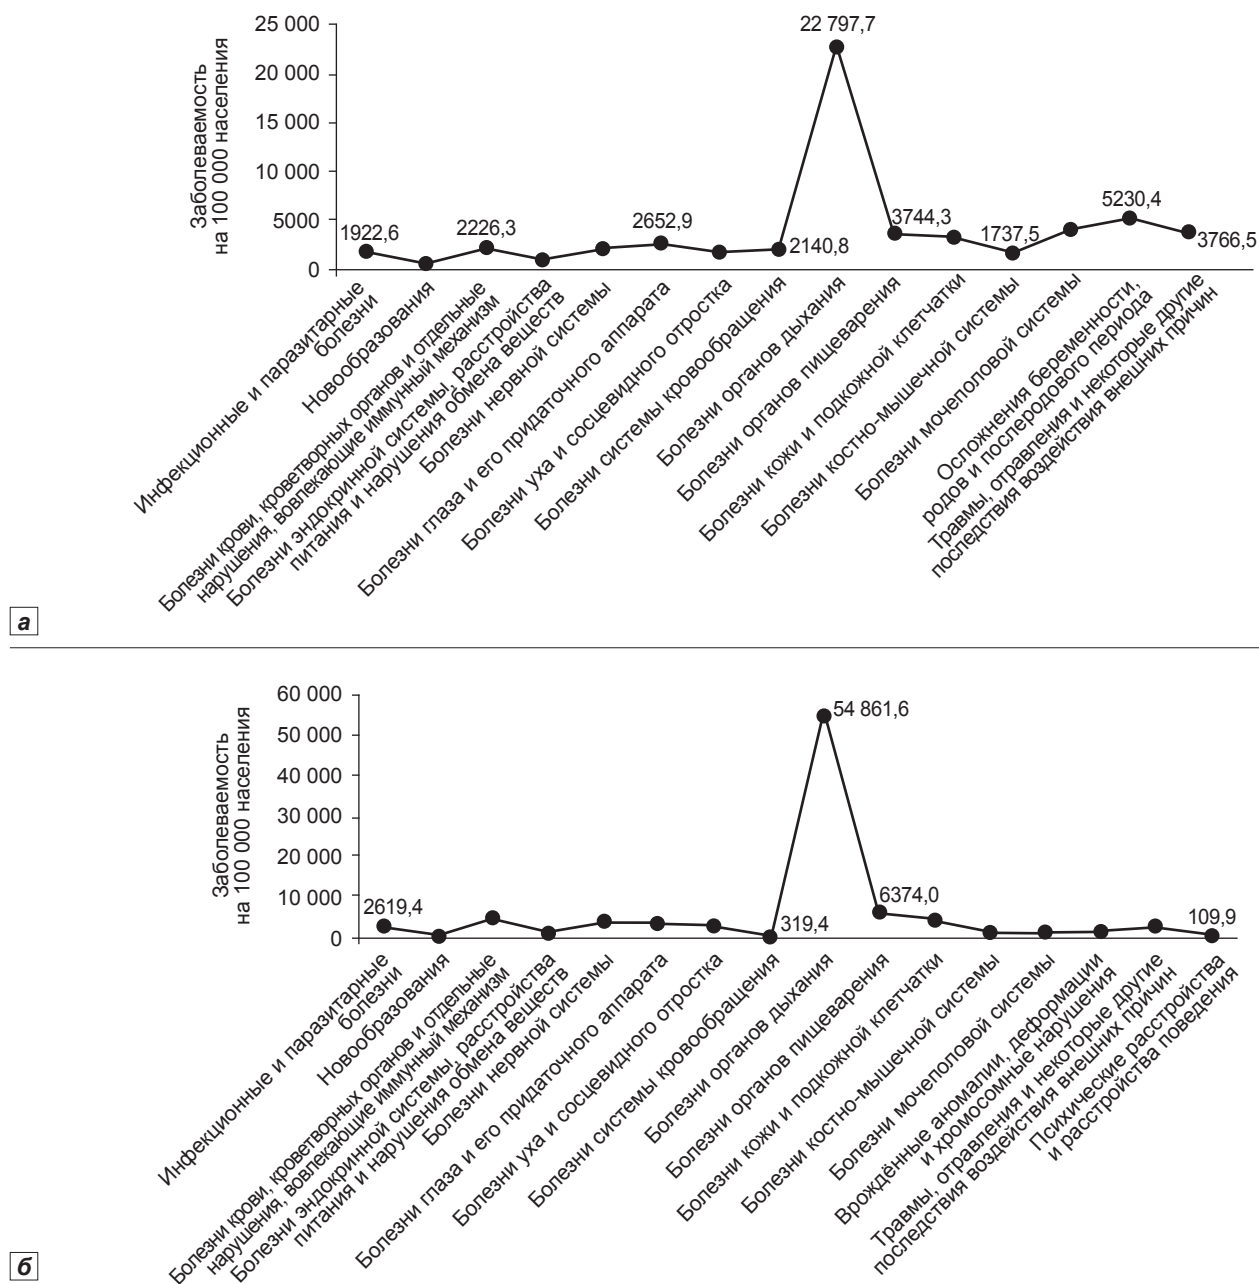 Заболеваемость
на 100 000 населения
25 000
20 000
15 000
10 000
5000
0
1922,6
2226,3
2652,9
2140,8
22 797,7
3744,3
1737,5
5230,4
3766,5
Инфекционные и паразитарные
болезни
Новообразования
Болезни крови, кроветворных органов и отдельные
нарушения, вовлекающие иммунный механизм
Болезни эндокринной системы, расстройства
питания и нарушения обмена веществ
Болезни нервной системы
Болезни глаза и его придаточного аппарата
Болезни уха и сосцевидного отростка
Болезни системы кровообращения
Болезни органов дыхания
Болезни органов пищеварения
Болезни кожи и подкожной клетчатки
Болезни костно-мышечной системы
Болезни мочеполовой системы
Осложнения беременности,
родов и послеродового периода
Травмы, отравления и некоторые другие
последствия воздействия внешних причин
а
Заболеваемость
на 100 000 населения
60 000
50 000
40 000
30 000
20 000
10 000
0
2619,4
319,4
54 861,6
6374,0
109,9
Инфекционные и паразитарные
болезни
Новообразования
Болезни крови, кроветворных органов и отдельные
нарушения, вовлекающие иммунный механизм
Болезни эндокринной системы, расстройства
питания и нарушения обмена веществ
Болезни нервной системы
Болезни глаза и его придаточного аппарата
Болезни уха и сосцевидного отростка
Болезни системы кровообращения
Болезни органов дыхания
Болезни органов пищеварения
Болезни кожи и подкожной клетчатки
Болезни костно-мышечной системы
Болезни мочеполовой системы
Врождённые аномалии, деформации
и хромосомные нарушения
Травмы, отравления и некоторые другие
последствия воздействия внешних причин
Психические расстройства
и расстройства поведения
б